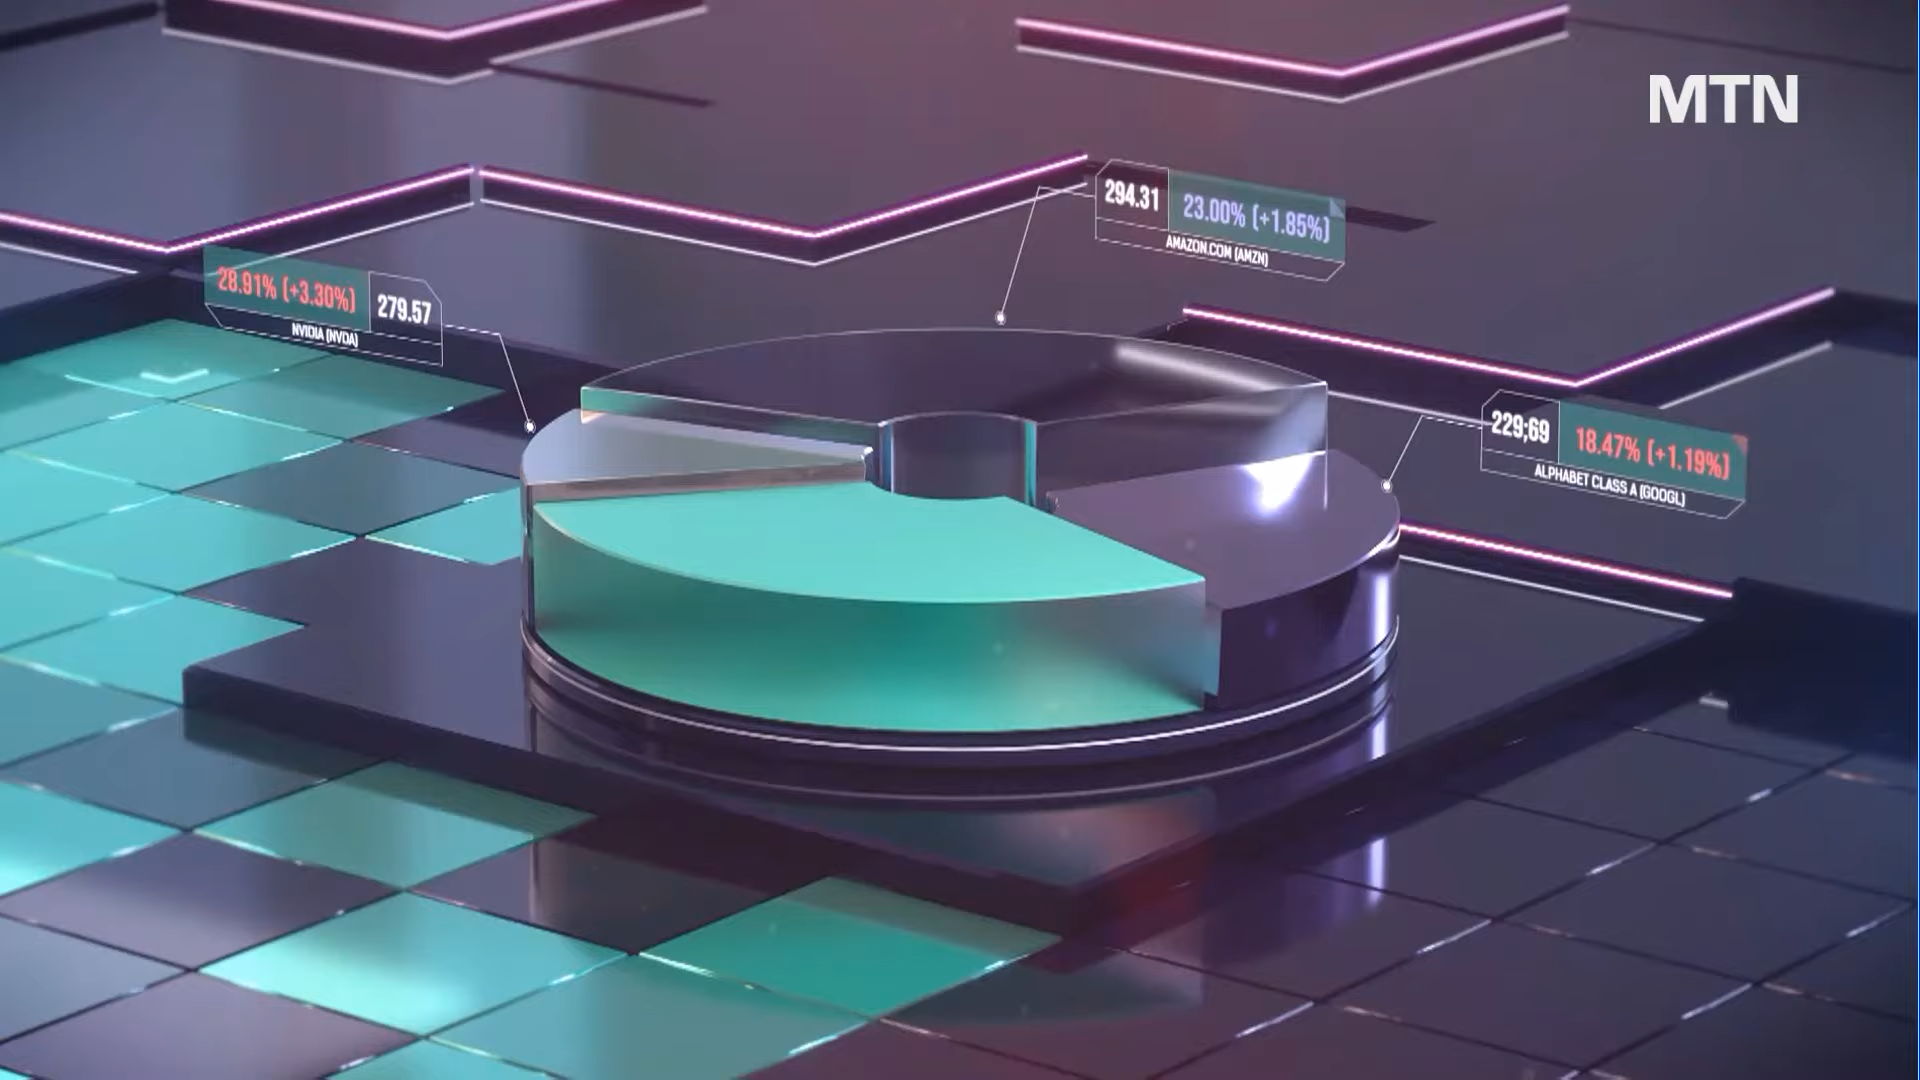 MTN
294.31 23.00% (+1.85%)
AMAZON.COM (AMZN)
28.91% (+3.30%) 279.57
NVIDIA (NVDA)
229;69 18.47% (+1.19%)
ALPHABET CLASS A (GOOGL)